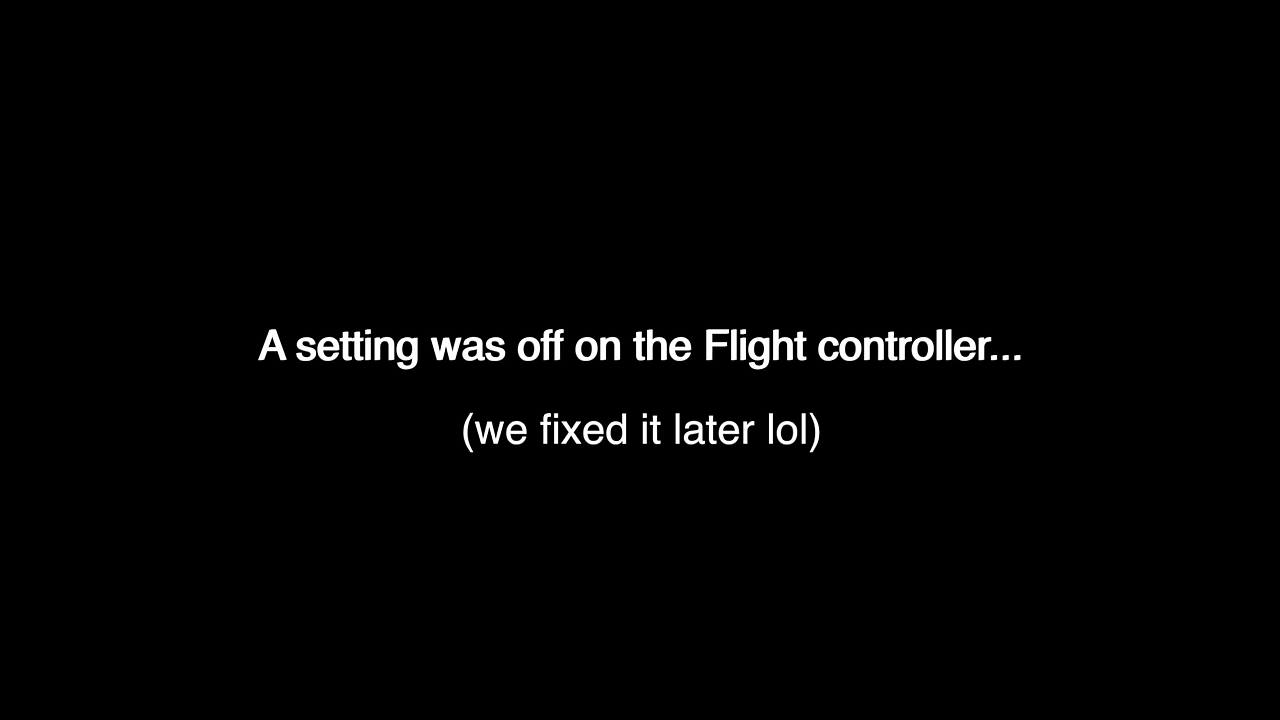 A setting was off on the Flight controller...
(we fixed it later lol)